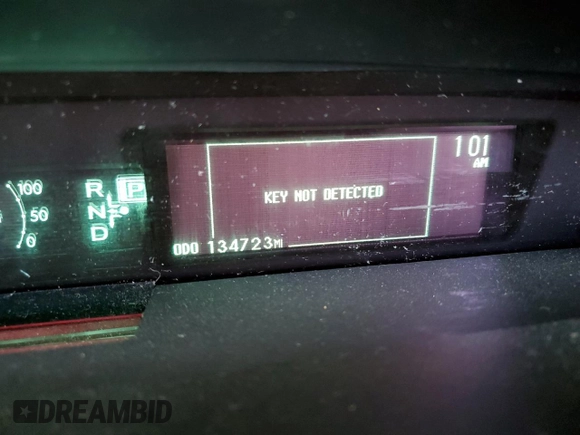 101
AM
100
50
0
R
P
N
D
KEY NOT DETECTED
ODO 134723MI
DREAMBID